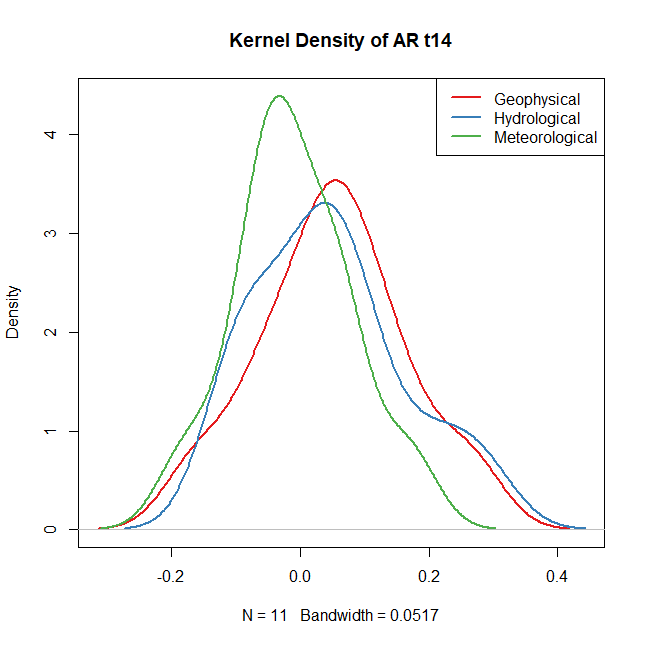 Kernel Density of AR t14
Geophysical
Hydrological
Meteorological
Density
4
3
2
1
0
-0.2 0.0 0.2 0.4
N = 11 Bandwidth = 0.0517